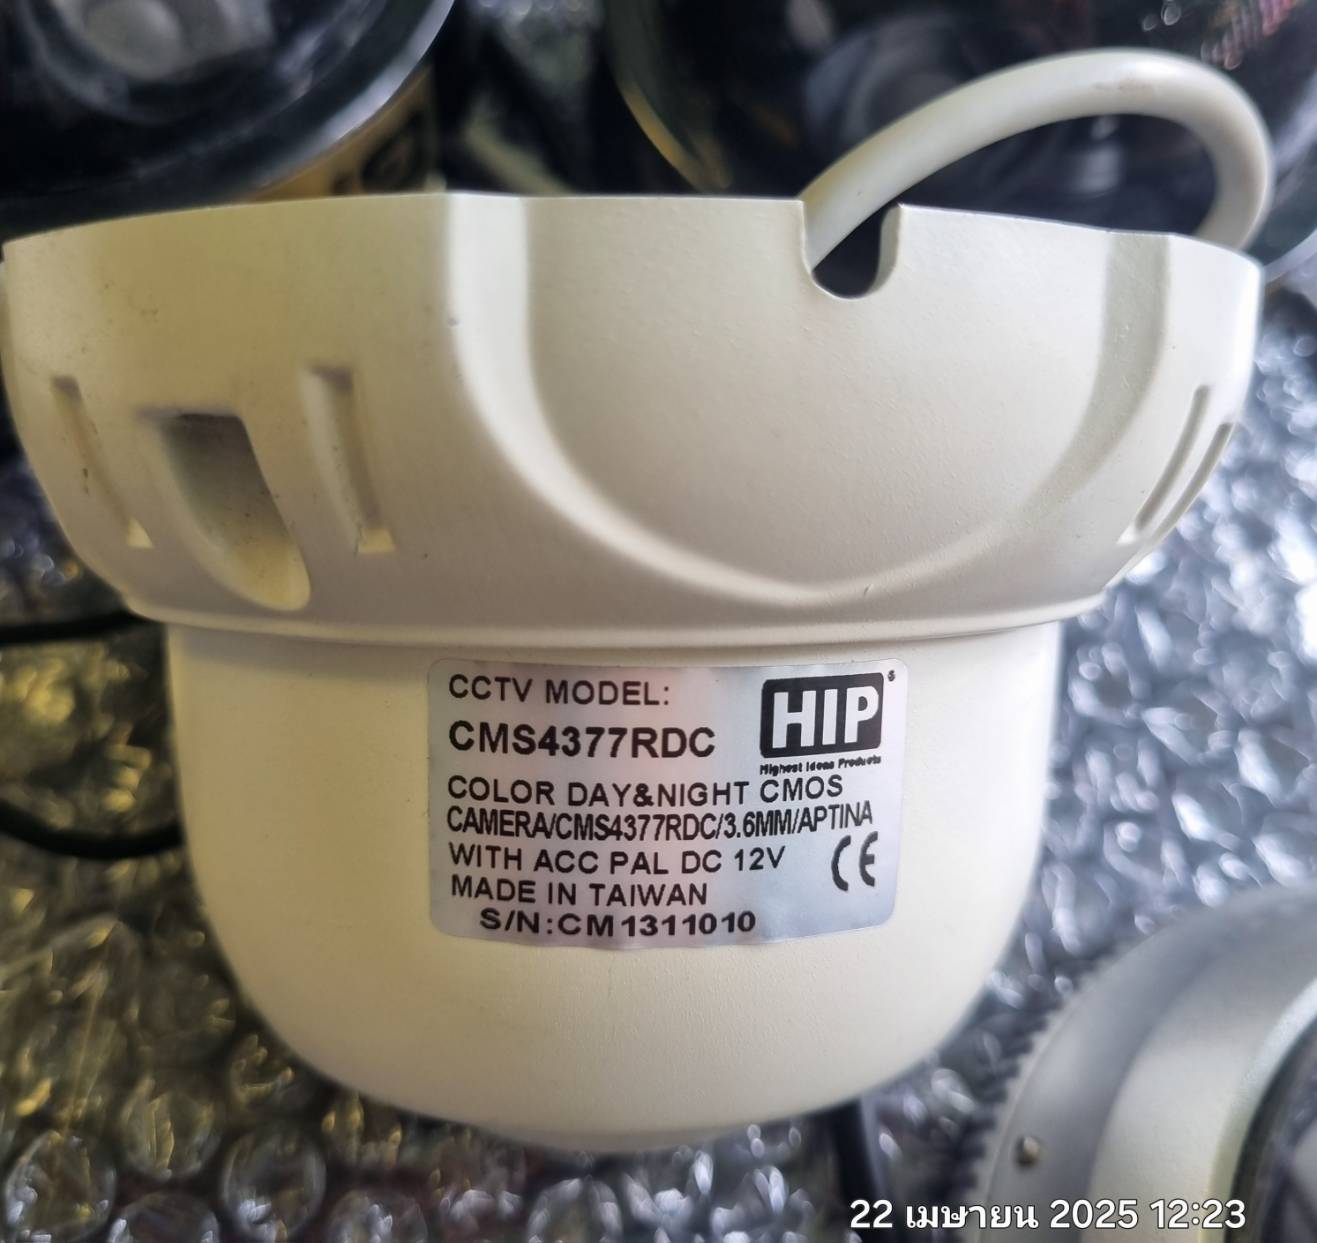 CCTV MODEL:
HIP
CMS4377RDC
Highest Ideas Products
COLOR DAY&NIGHT CMOS
CAMERA/CMS4377RDC/3.6MM/APTINA
WITH ACC PAL DC 12V
CE
MADE IN TAIWAN
S/N:CM1311010
22 เมษายน 2025 12:23